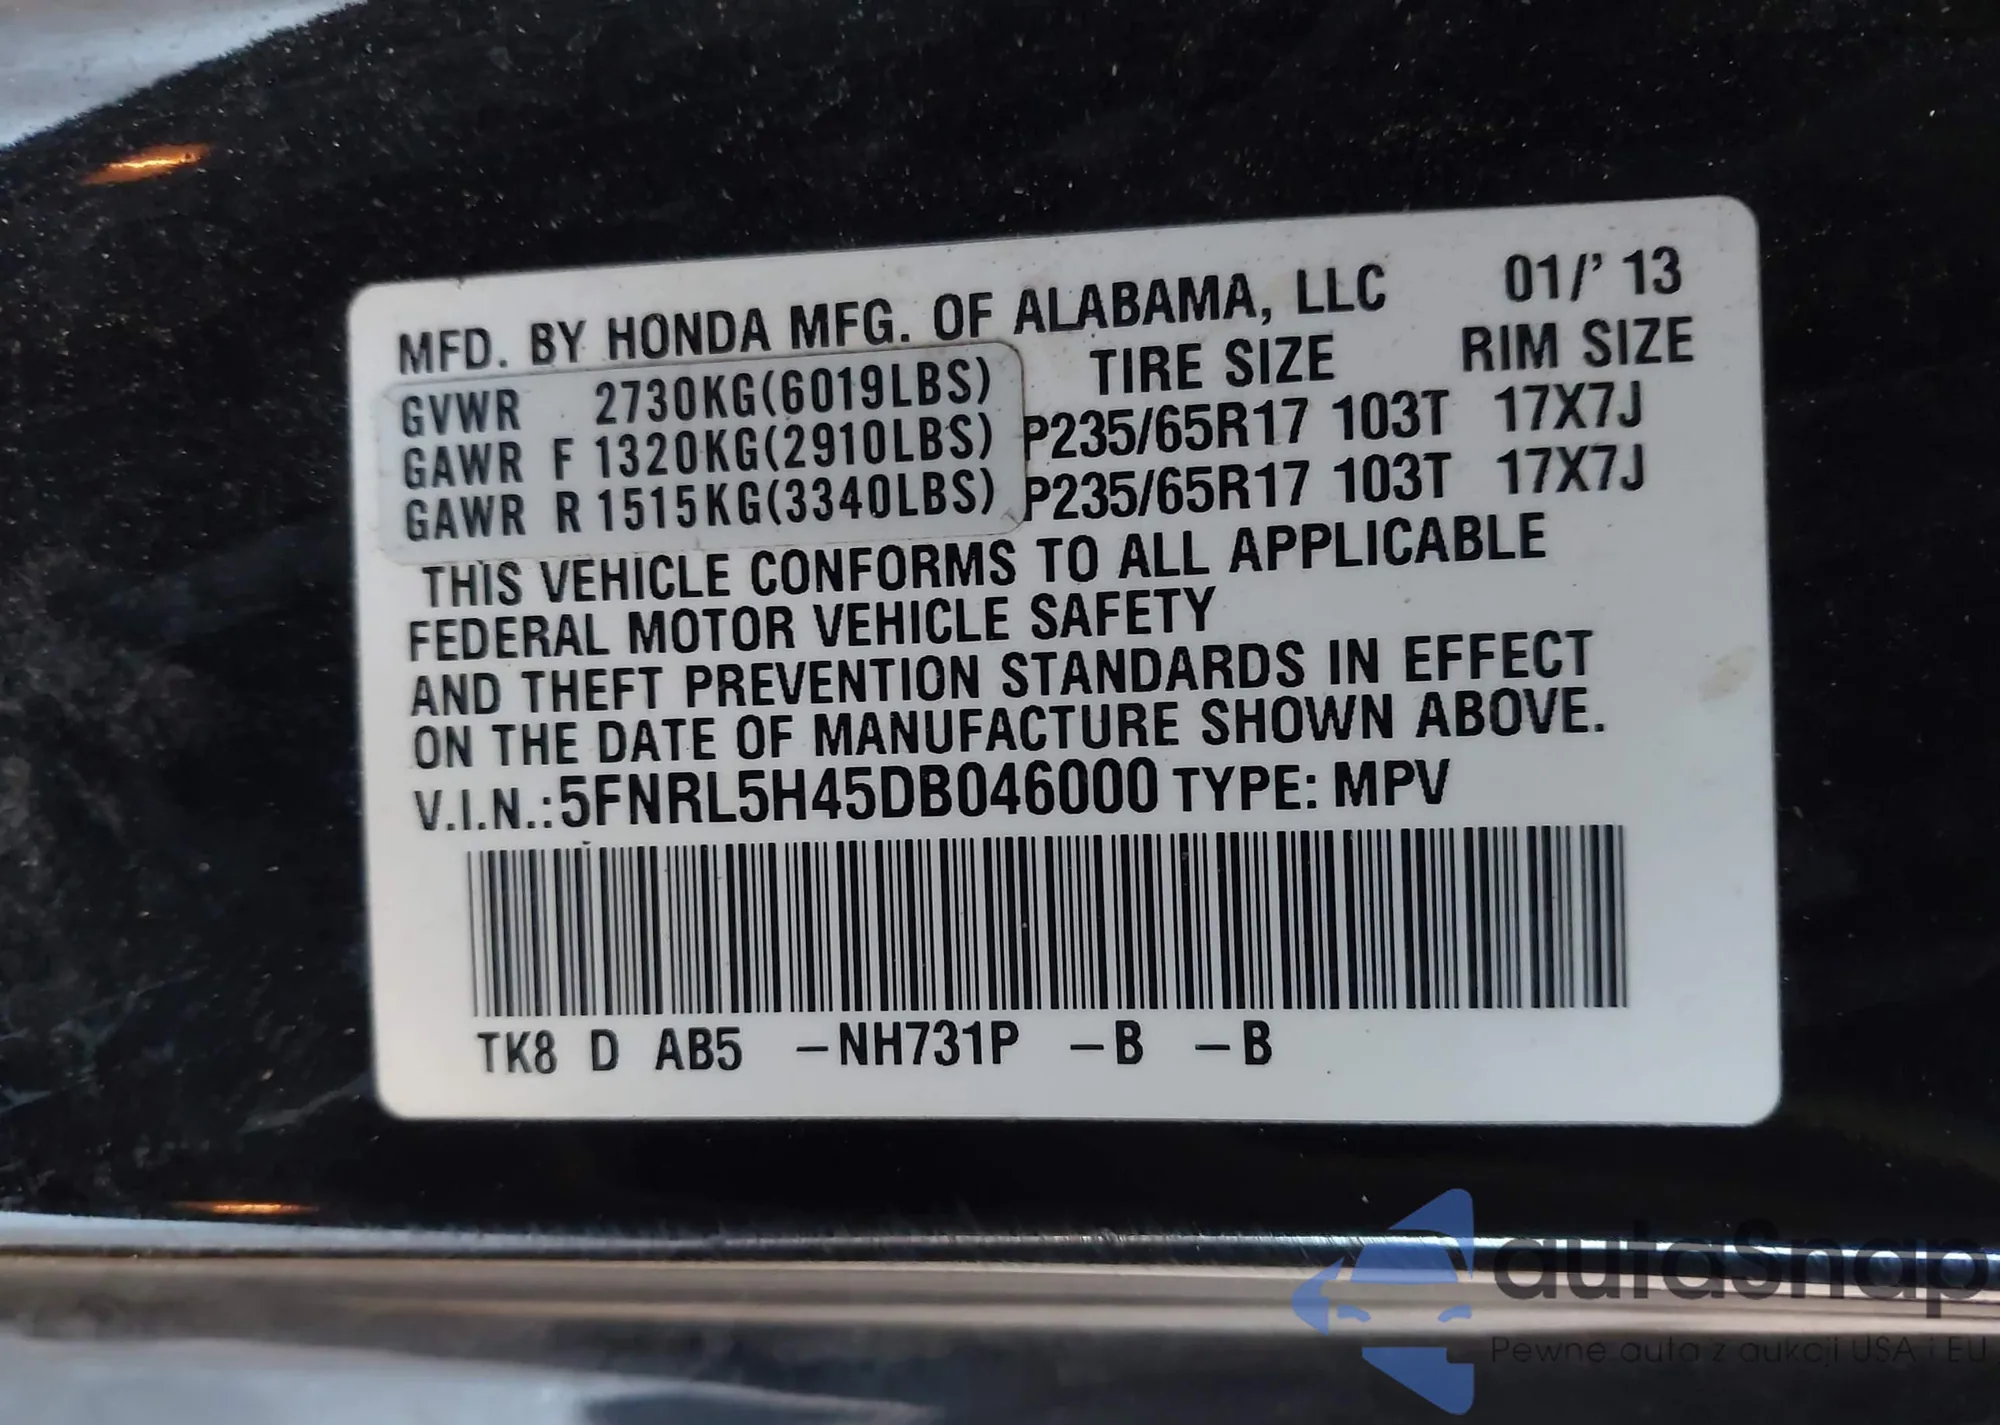 MFD. BY HONDA MFG. OF ALABAMA, LLC 01/' 13
TIRE SIZE RIM SIZE
GVWR 2730KG(6019LBS)
GAWR F 1320KG(2910LBS) P235/65R17 103T 17X7J
GAWR R 1515KG(3340LBS) P235/65R17 103T 17X7J
THIS VEHICLE CONFORMS TO ALL APPLICABLE
FEDERAL MOTOR VEHICLE SAFETY
AND THEFT PREVENTION STANDARDS IN EFFECT
ON THE DATE OF MANUFACTURE SHOWN ABOVE.
V.I.N.:5FNRL5H45DB046000 TYPE: MPV
TK8 D AB5 –NH731P –B –B
autaSnap
Pewne auta z aukcji USA i EU